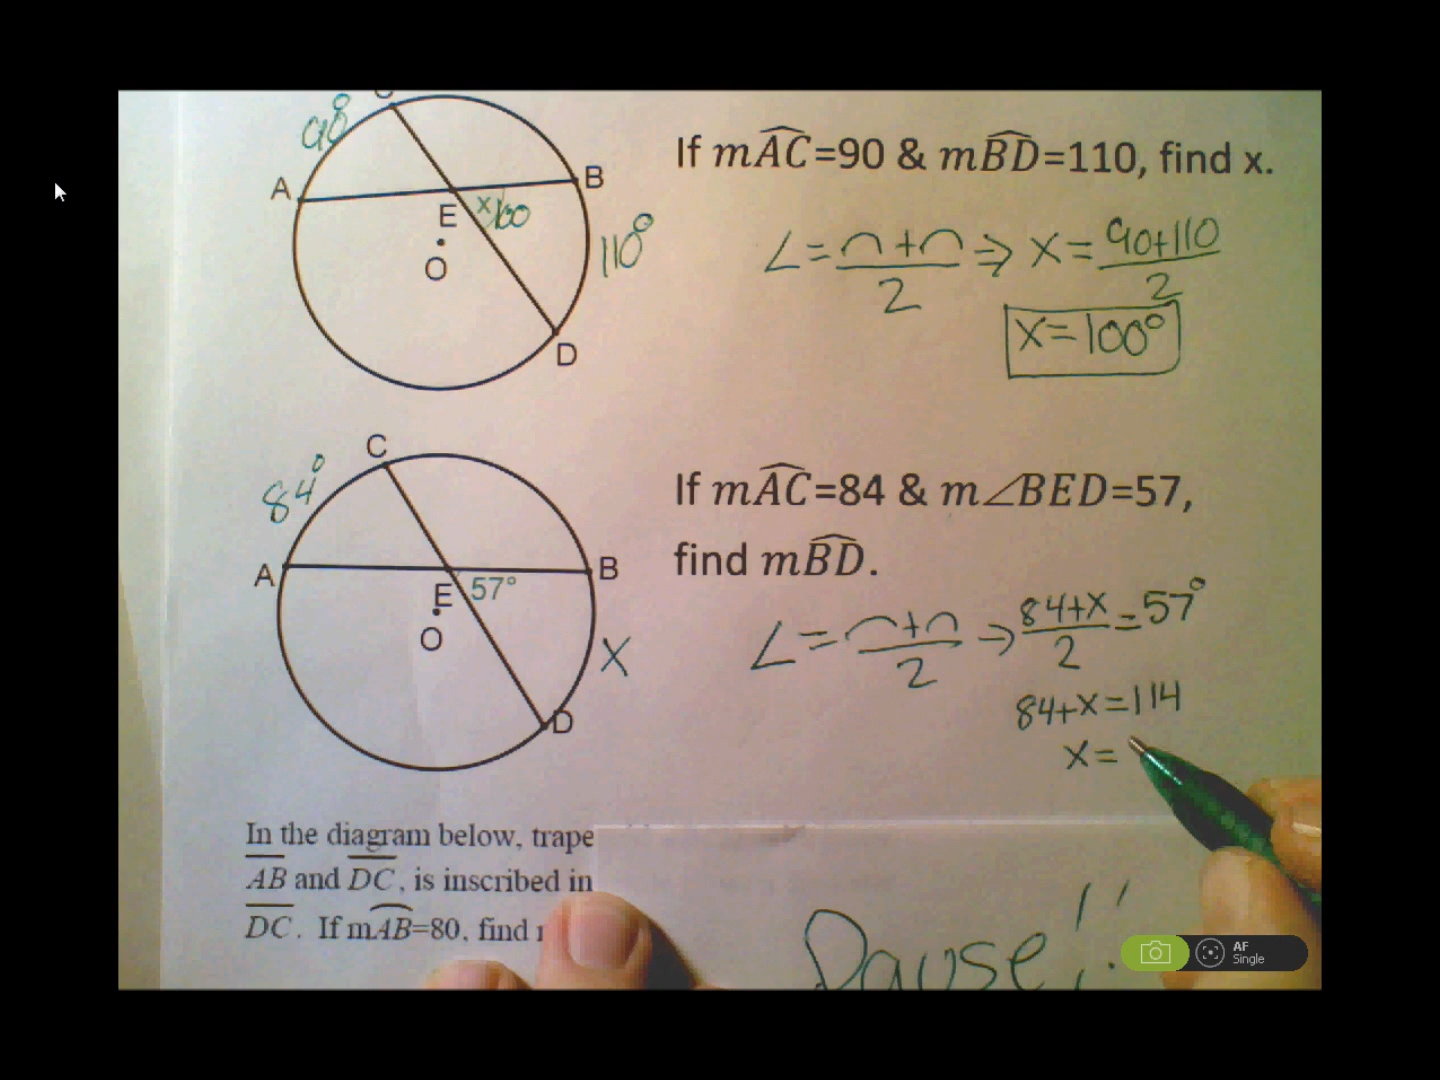 90°
A
B
E
x
100
O
110°
D
If mAC=90 & mBD=110, find x.
∠ = ⌒+⌒/2 ⇒ x = 90+110/2
x=100°
C
84°
A
B
E
57°
O
X
D
If mAC=84 & m∠BED=57,
find mBD.
∠ = ⌒+⌒/2 → 84+x/2 = 57°
84+x=114
x=
In the diagram below, trape
AB and DC, is inscribed in
DC. If mAB=80, find
Pause!!
AF
Single